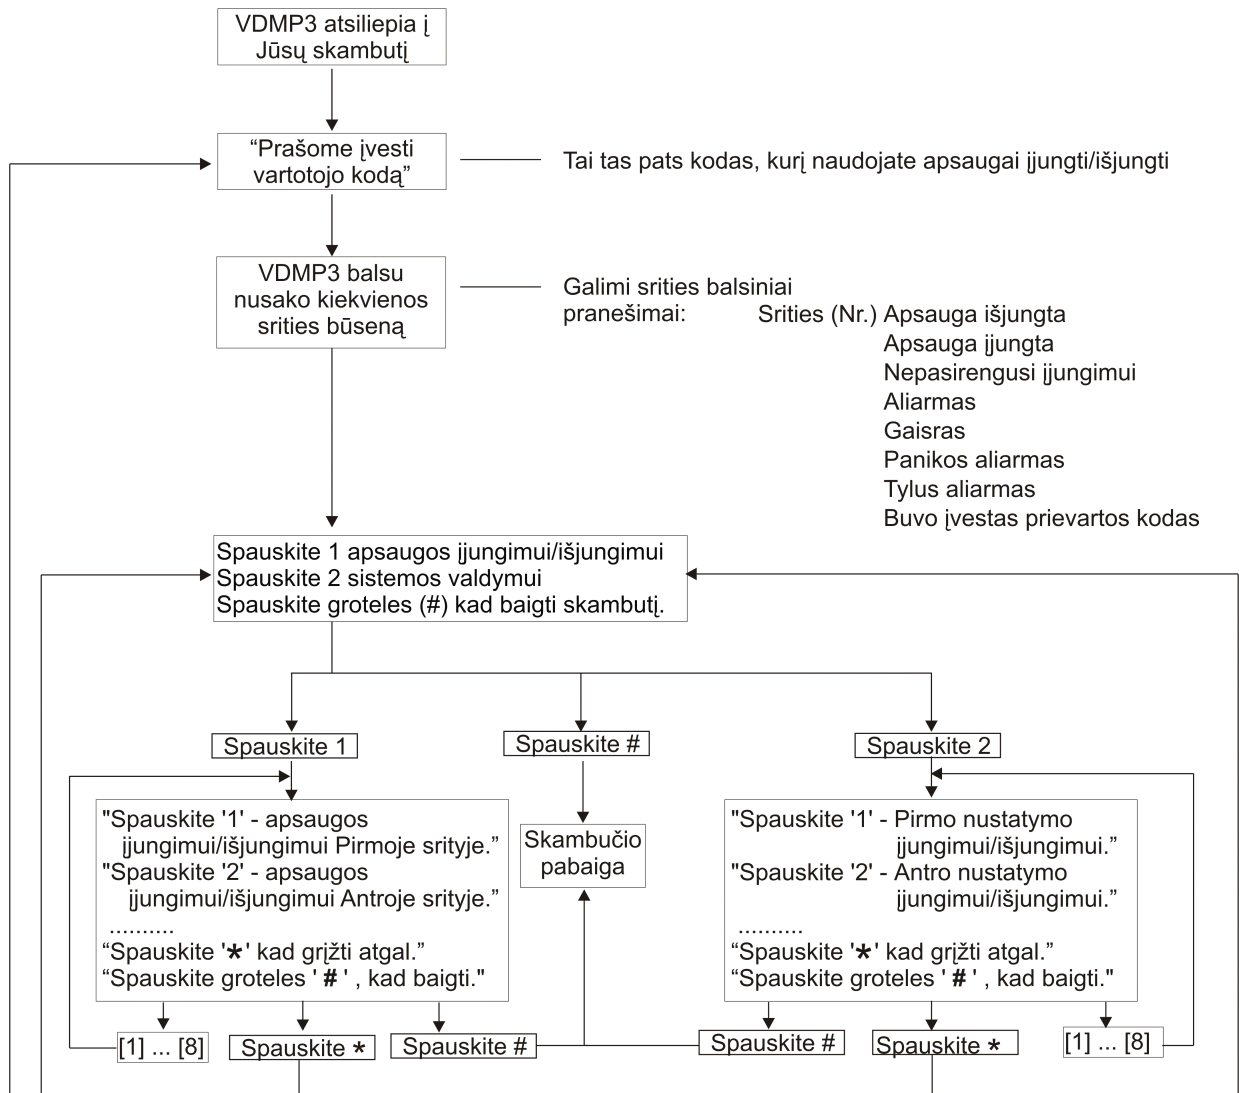 VDMP3 atsiliepia į
Jūsų skambutį
“Prašome įvesti
vartotojo kodą”
Tai tas pats kodas, kurį naudojate apsaugai įjungti/išjungti
VDMP3 balsu
nusako kiekvienos
srities būseną
Galimi srities balsiniai
pranešimai:
Srities (Nr.) Apsauga išjungta
Apsauga įjungta
Nepasirengusi įjungimui
Aliarmas
Gaisras
Panikos aliarmas
Tylus aliarmas
Buvo įvestas prievartos kodas
Spauskite 1 apsaugos įjungimui/išjungimui
Spauskite 2 sistemos valdymui
Spauskite groteles (#) kad baigti skambutį.
Spauskite 1
Spauskite #
Spauskite 2
"Spauskite '1' - apsaugos
įjungimui/išjungimui Pirmoje srityje.”
"Spauskite '2' - apsaugos
įjungimui/išjungimui Antroje srityje.”
..........
“Spauskite '*' kad grįžti atgal.”
“Spauskite groteles ' # ' , kad baigti."
Skambučio
pabaiga
"Spauskite '1' - Pirmo nustatymo
įjungimui/išjungimui.”
"Spauskite '2' - Antro nustatymo
įjungimui/išjungimui.”
..........
“Spauskite '*' kad grįžti atgal.”
“Spauskite groteles ' # ' , kad baigti."
[1] ... [8]
Spauskite *
Spauskite #
Spauskite #
Spauskite *
[1] ... [8]